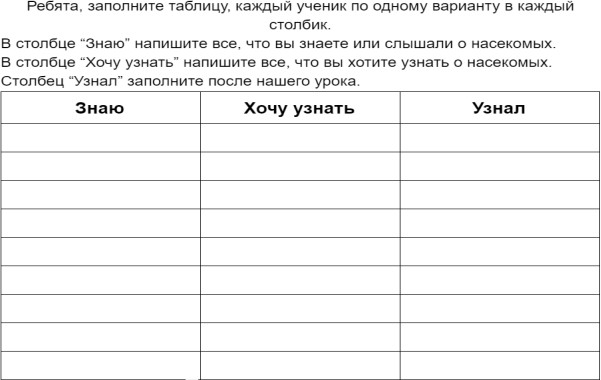 Ребята, заполните таблицу, каждый ученик по одному варианту в каждый
столбик.
В столбце “Знаю” напишите все, что вы знаете или слышали о насекомых.
В столбце “Хочу узнать” напишите все, что вы хотите узнать о насекомых.
Столбец “Узнал” заполните после нашего урока.
Знаю Хочу узнать Узнал